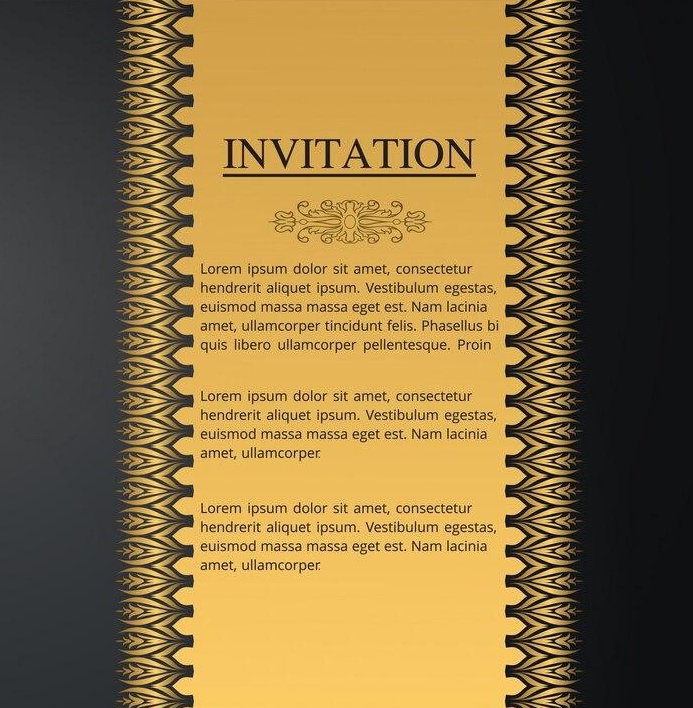 INVITATION
Lorem ipsum dolor sit amet, consectetur
hendrerit aliquet ipsum. Vestibulum egestas,
euismod massa massa eget est. Nam lacinia
amet, ullamcorper tincidunt felis. Phasellus bi
quis libero ullamcorper pellentesque. Proin
Lorem ipsum dolor sit amet, consectetur
hendrerit aliquet ipsum. Vestibulum egestas,
euismod massa massa eget est. Nam lacinia
amet, ullamcorper.
Lorem ipsum dolor sit amet, consectetur
hendrerit aliquet ipsum. Vestibulum egestas,
euismod massa massa eget est. Nam lacinia
amet, ullamcorper.